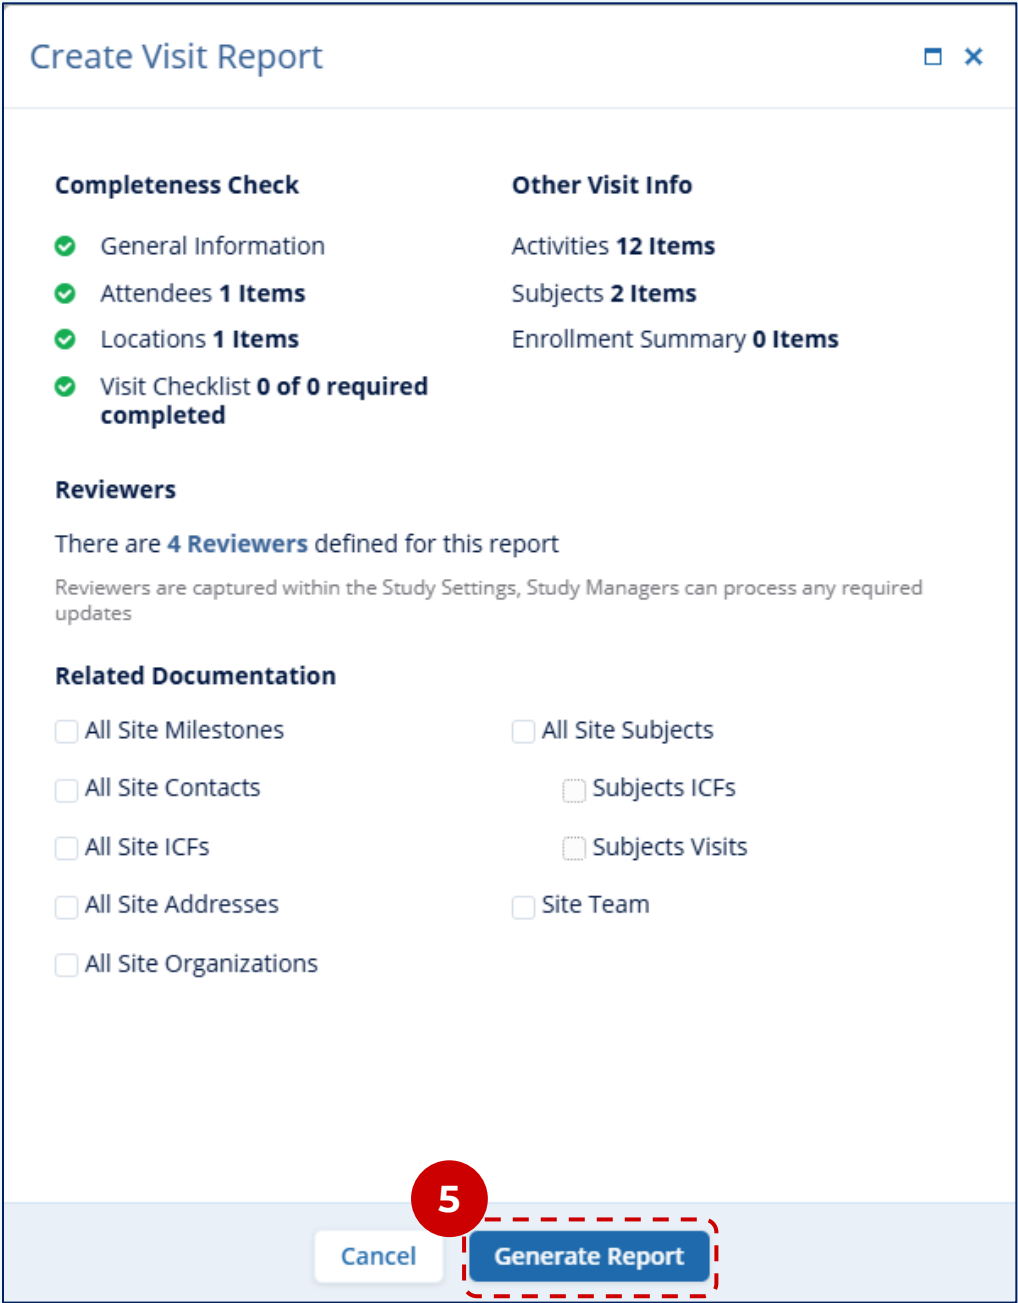 Create Visit Report
Completeness Check
General Information
Attendees 1 Items
Locations 1 Items
Visit Checklist 0 of 0 required
completed
Other Visit Info
Activities 12 Items
Subjects 2 Items
Enrollment Summary 0 Items
Reviewers
There are 4 Reviewers defined for this report
Reviewers are captured within the Study Settings, Study Managers can process any required
updates
Related Documentation
All Site Milestones
All Site Contacts
All Site ICFs
All Site Addresses
All Site Organizations
All Site Subjects
Subjects ICFs
Subjects Visits
Site Team
5
Cancel
Generate Report